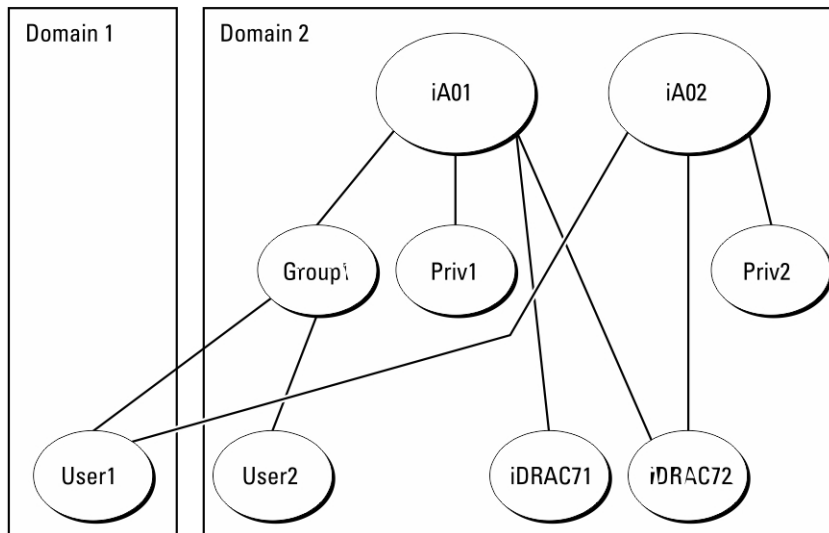 Domain 1
Domain 2
iA01
iA02
Group1
Priv1
Priv2
User1
User2
iDRAC71
iDRAC72